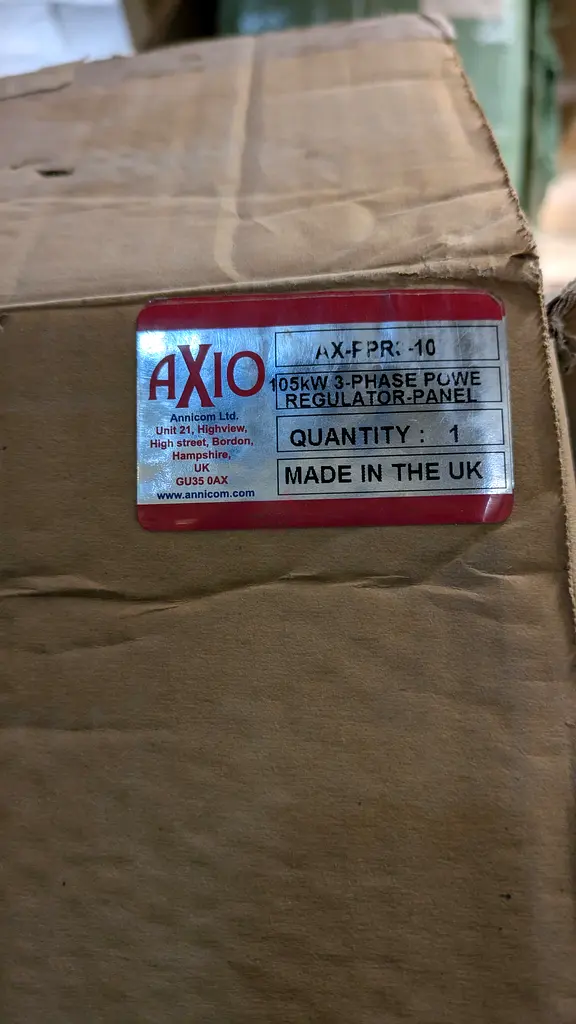 AXIO
Annicom Ltd.
Unit 21, Highview,
High street, Bordon,
Hampshire,
UK
GU35 0AX
www.annicom.com
105kW 3-PHASE POWE
REGULATOR-PANEL
QUANTITY : 1
MADE IN THE UK